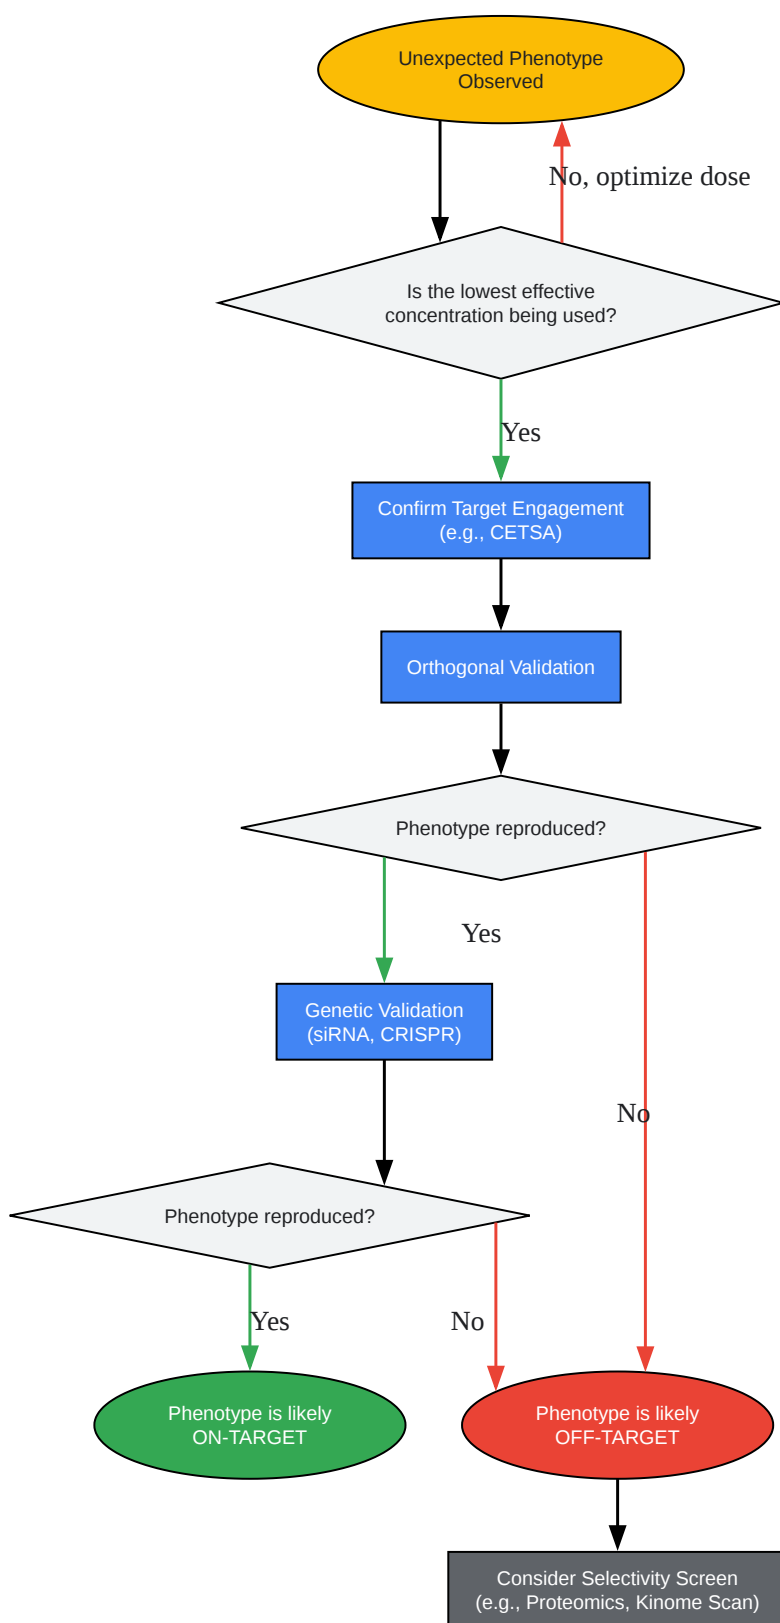 Unexpected Phenotype
Observed
No, optimize dose
Is the lowest effective
concentration being used?
Yes
Confirm Target Engagement
(e.g., CETSA)
Orthogonal Validation
Phenotype reproduced?
Yes
Genetic Validation
(siRNA, CRISPR)
No
Phenotype reproduced?
Yes
No
Phenotype is likely
ON-TARGET
Phenotype is likely
OFF-TARGET
Consider Selectivity Screen
(e.g., Proteomics, Kinome Scan)